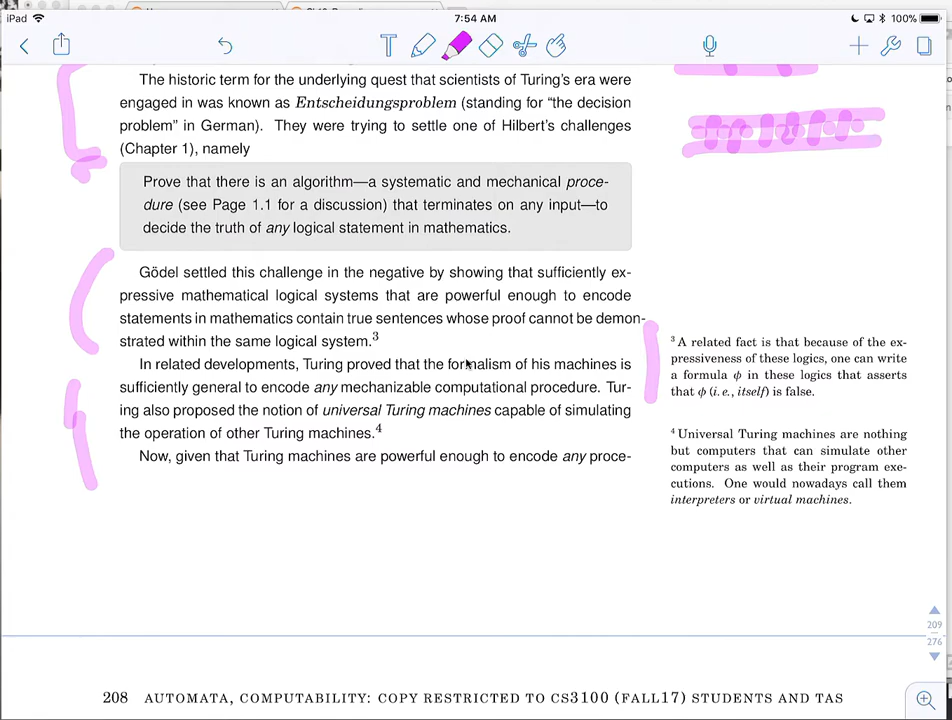 iPad
7:54 AM
100%
The historic term for the underlying quest that scientists of Turing's era were
engaged in was known as Entscheidungsproblem (standing for “the decision
problem” in German). They were trying to settle one of Hilbert's challenges
(Chapter 1), namely
Prove that there is an algorithm—a systematic and mechanical proce-
dure (see Page 1.1 for a discussion) that terminates on any input—to
decide the truth of any logical statement in mathematics.
Gödel settled this challenge in the negative by showing that sufficiently ex-
pressive mathematical logical systems that are powerful enough to encode
statements in mathematics contain true sentences whose proof cannot be demon-
strated within the same logical system.3
In related developments, Turing proved that the formalism of his machines is
sufficiently general to encode any mechanizable computational procedure. Tur-
ing also proposed the notion of universal Turing machines capable of simulating
the operation of other Turing machines.4
Now, given that Turing machines are powerful enough to encode any proce-
3 A related fact is that because of the ex-
pressiveness of these logics, one can write
a formula ϕ in these logics that asserts
that ϕ (i.e., itself) is false.
4 Universal Turing machines are nothing
but computers that can simulate other
computers as well as their program exe-
cutions. One would nowadays call them
interpreters or virtual machines.
209
276
208 AUTOMATA, COMPUTABILITY: COPY RESTRICTED TO CS3100 (FALL17) STUDENTS AND TAS